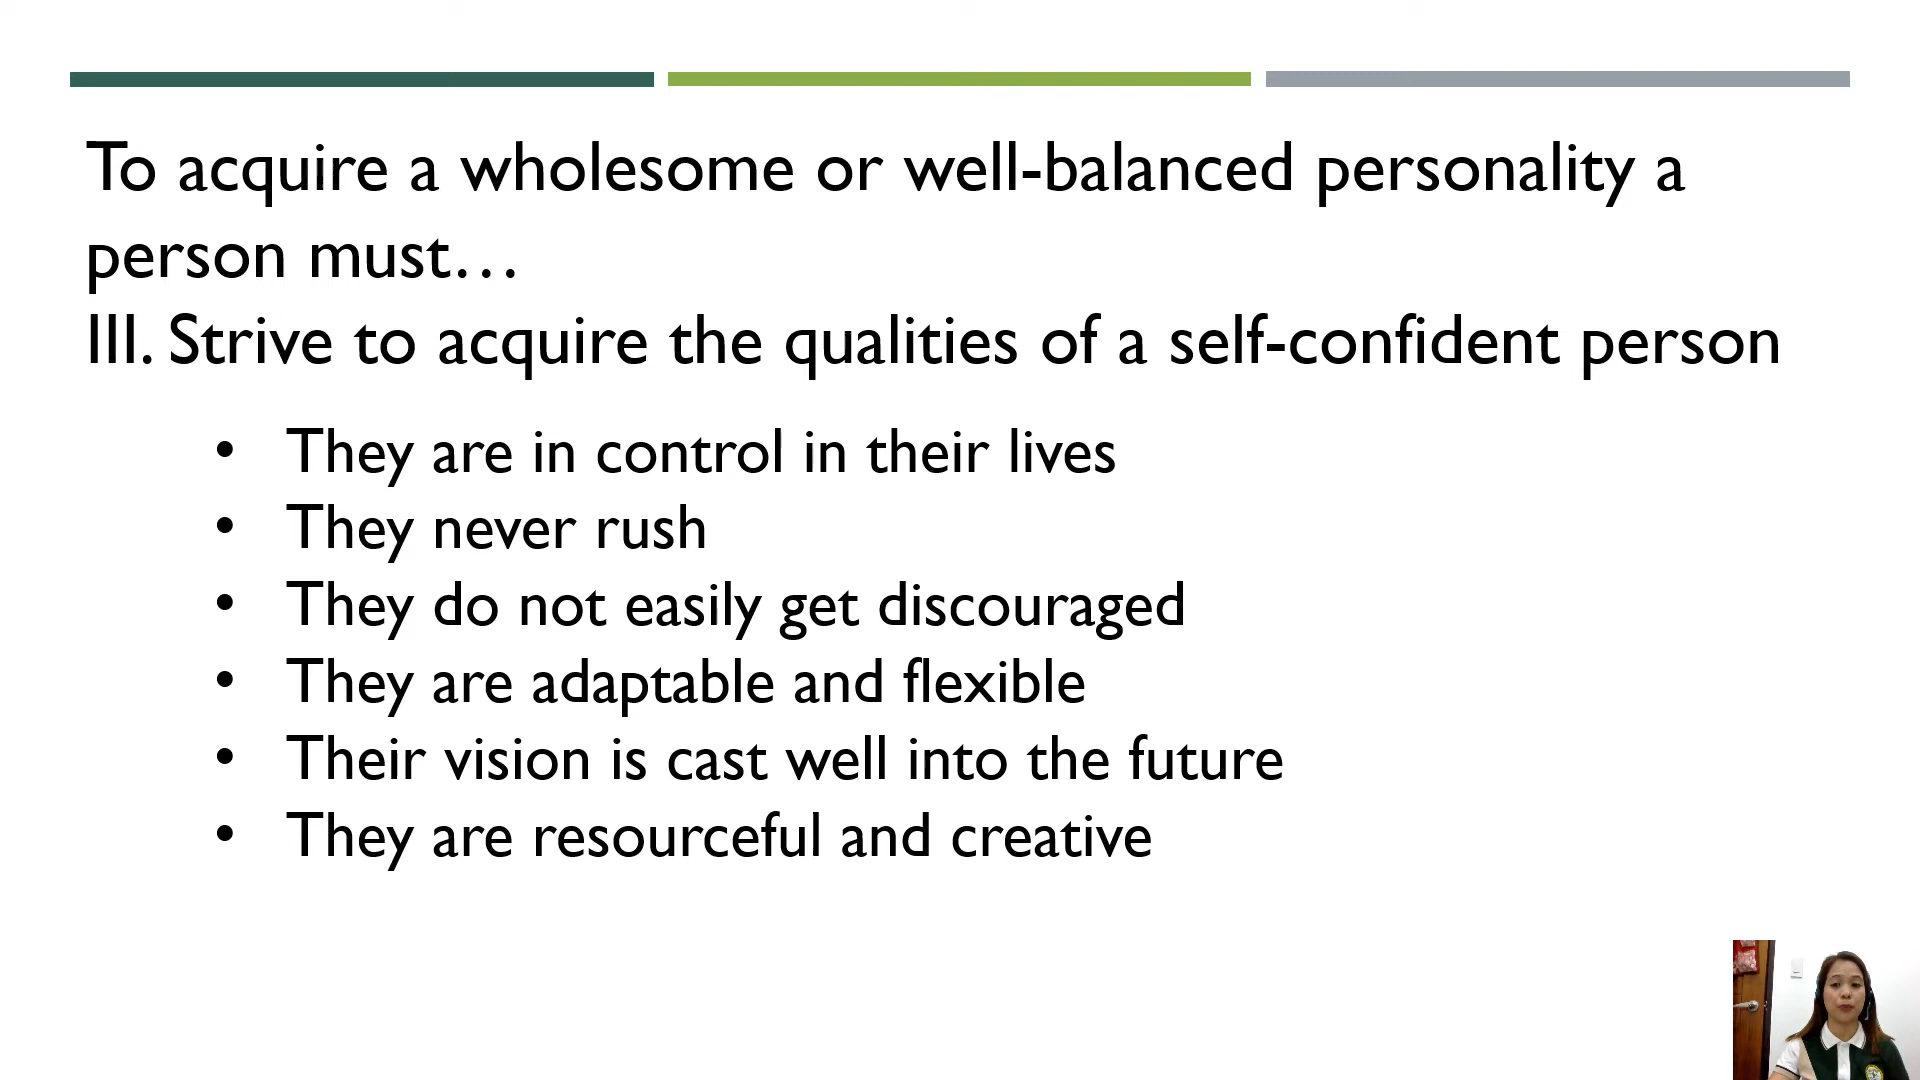 To acquire a wholesome or well-balanced personality a
person must…
III. Strive to acquire the qualities of a self-confident person
• They are in control in their lives
• They never rush
• They do not easily get discouraged
• They are adaptable and flexible
• Their vision is cast well into the future
• They are resourceful and creative